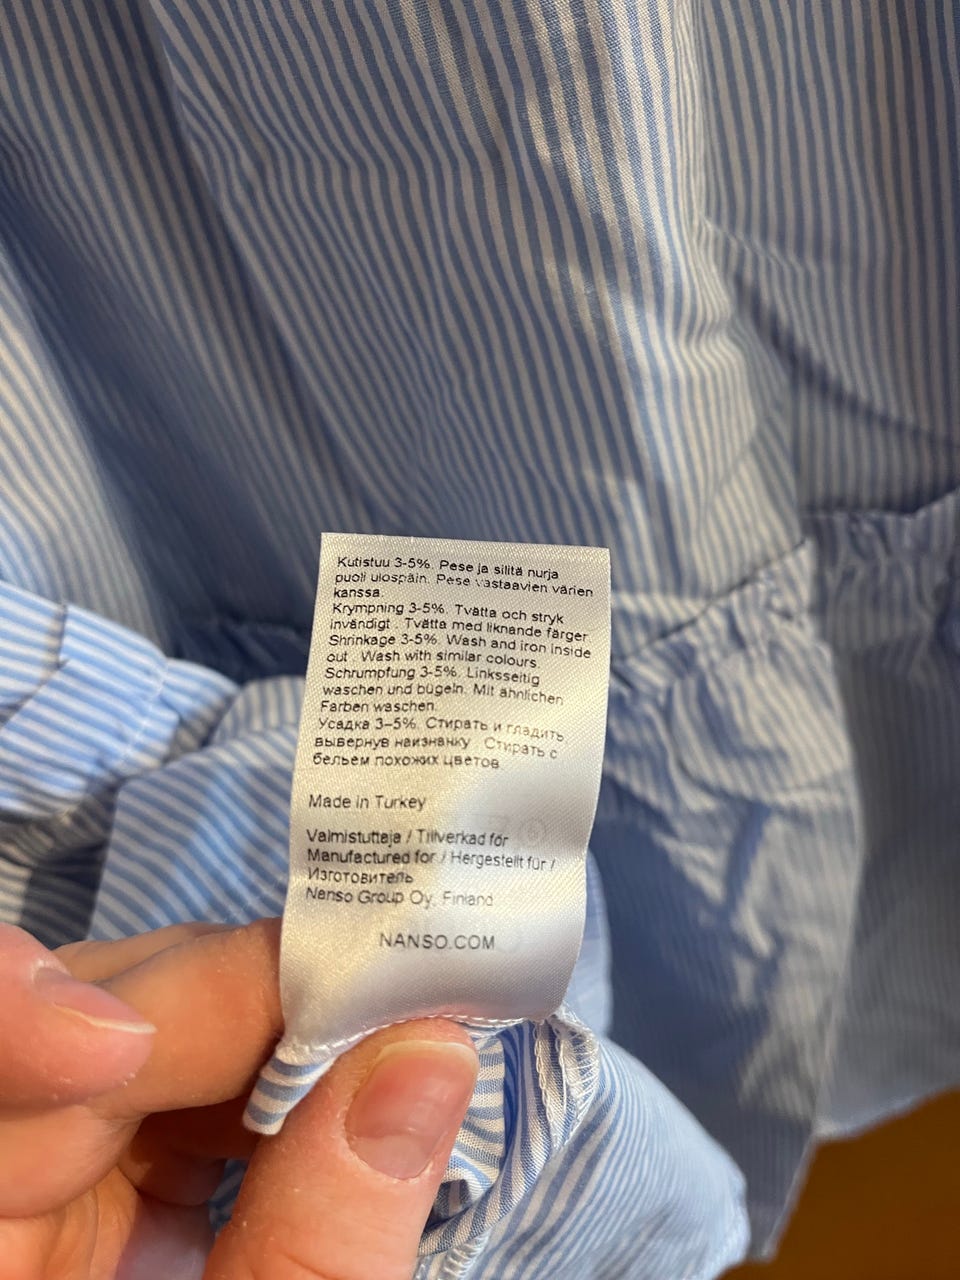 Kutistuu 3-5%. Pese ja silitä nurja
puoli ulospäin. Pese vastaavien värien
kanssa.
Krympning 3-5%. Tvätta och stryk
invändigt . Tvätta med liknande färger.
Shrinkage 3-5%. Wash and iron inside
out . Wash with similar colours.
Schrumpfung 3-5%. Linksseitig
waschen und bügeln. Mit ähnlichen
Farben waschen.
Усадка 3–5%. Стирать и гладить,
вывернув наизнанку . Стирать с
бельем похожих цветов.
Made in Turkey
Valmistuttaja / Tillverkad för
Manufactured for / Hergestellt für /
Изготовитель
Nanso Group Oy, Finland
NANSO.COM